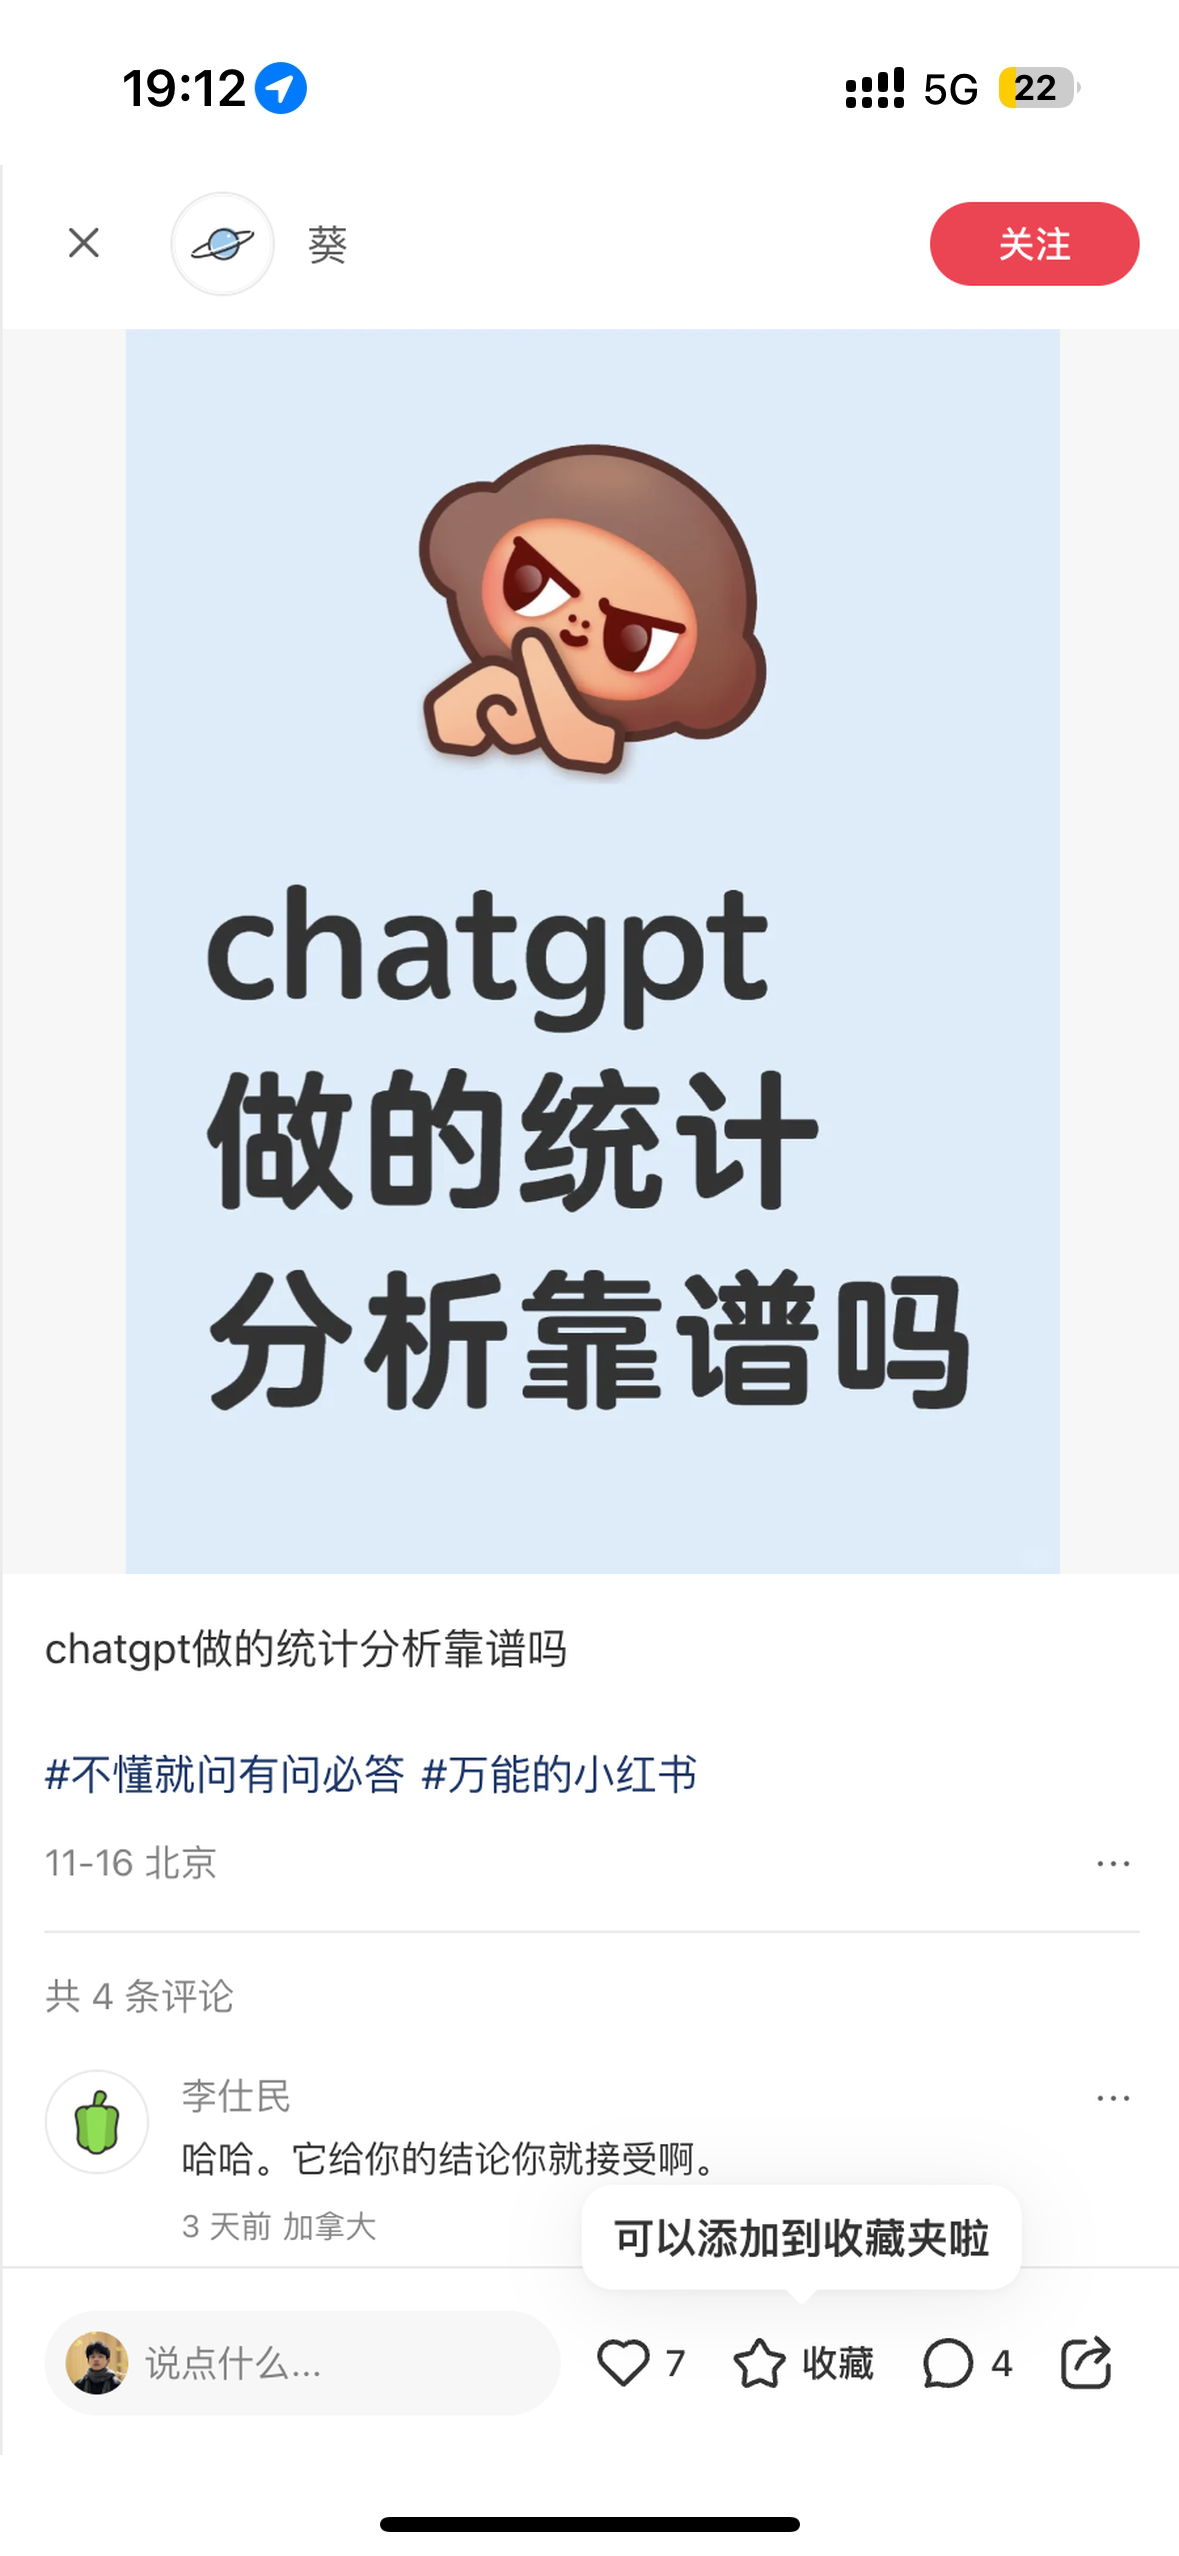 19:12
5G
22
葵
关注
chatgpt
做的统计
分析靠谱吗
chatgpt做的统计分析靠谱吗
#不懂就问有问必答 #万能的小红书
11-16 北京
共 4 条评论
李仕民
哈哈。它给你的结论你就接受啊。
3 天前 加拿大
可以添加到收藏夹啦
说点什么...
7
收藏
4